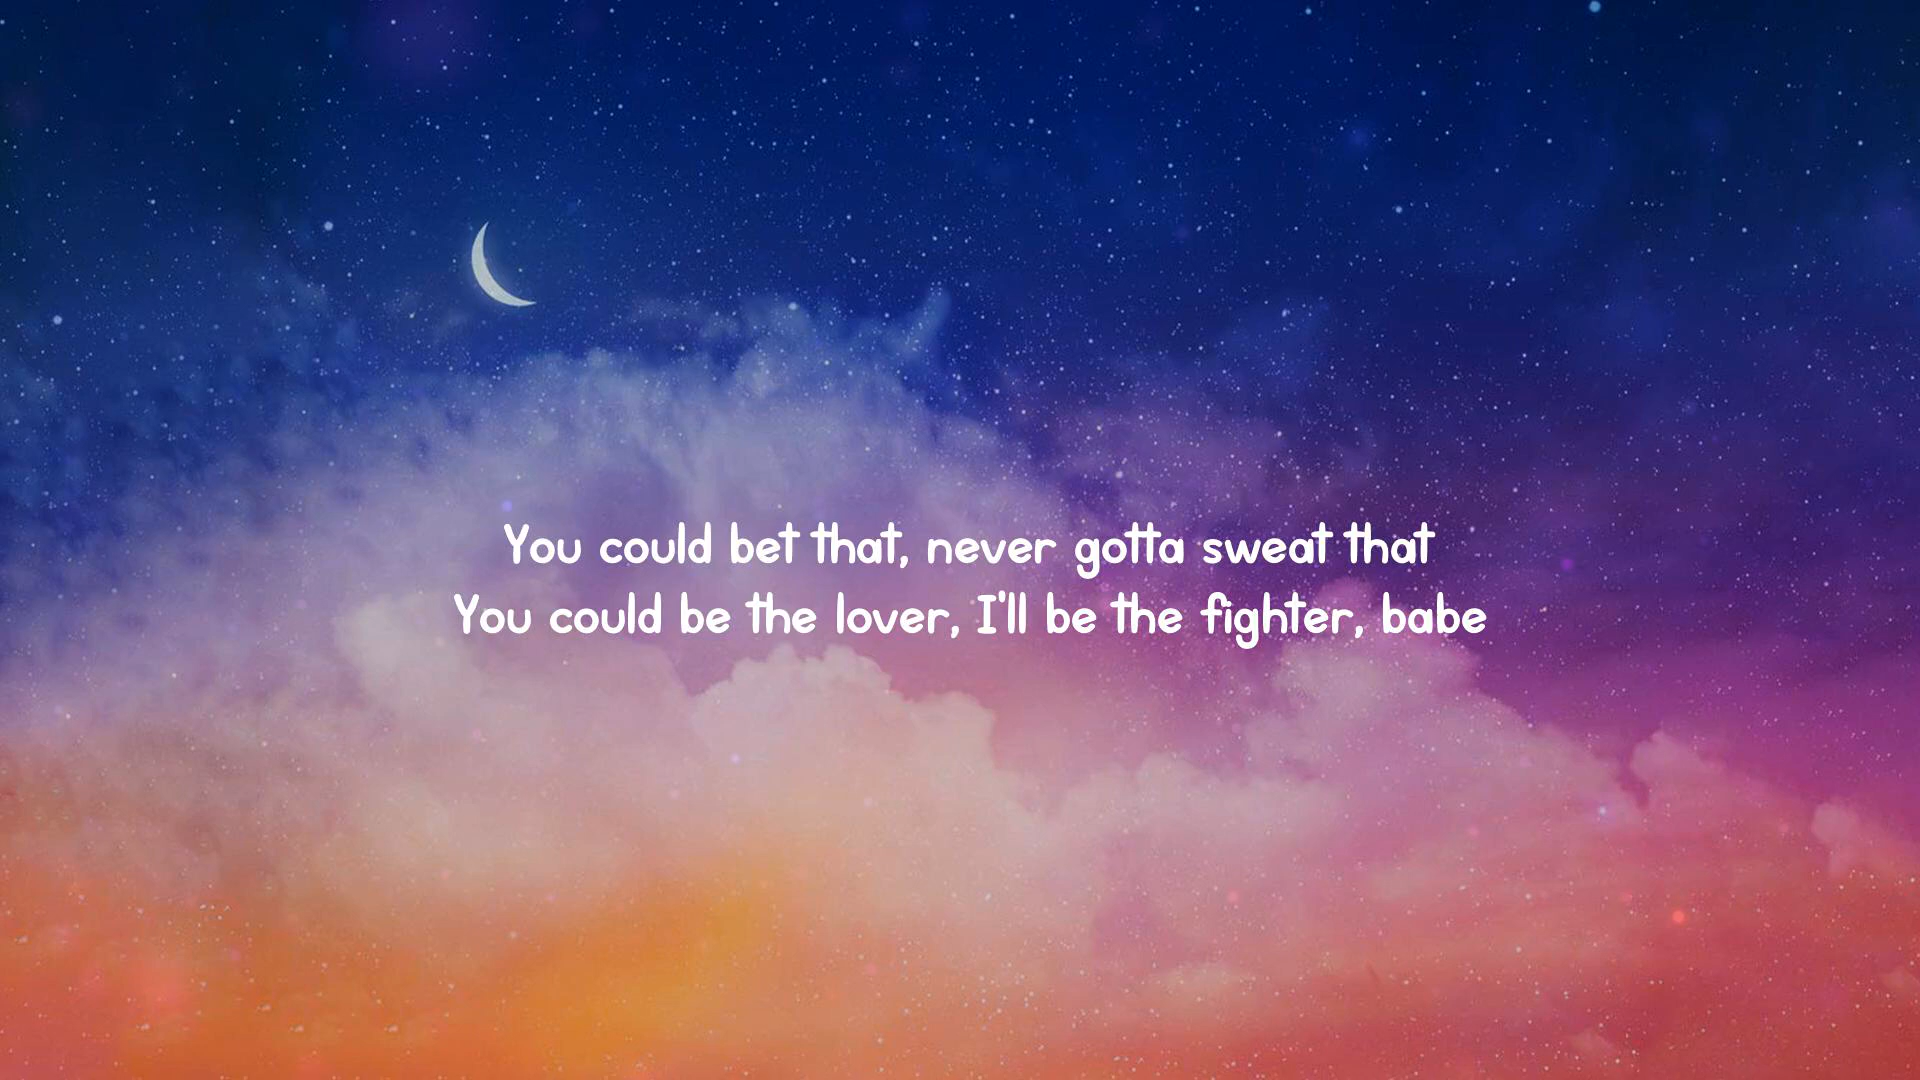 You could bet that, never gotta sweat that
You could be the lover, I'll be the fighter, babe